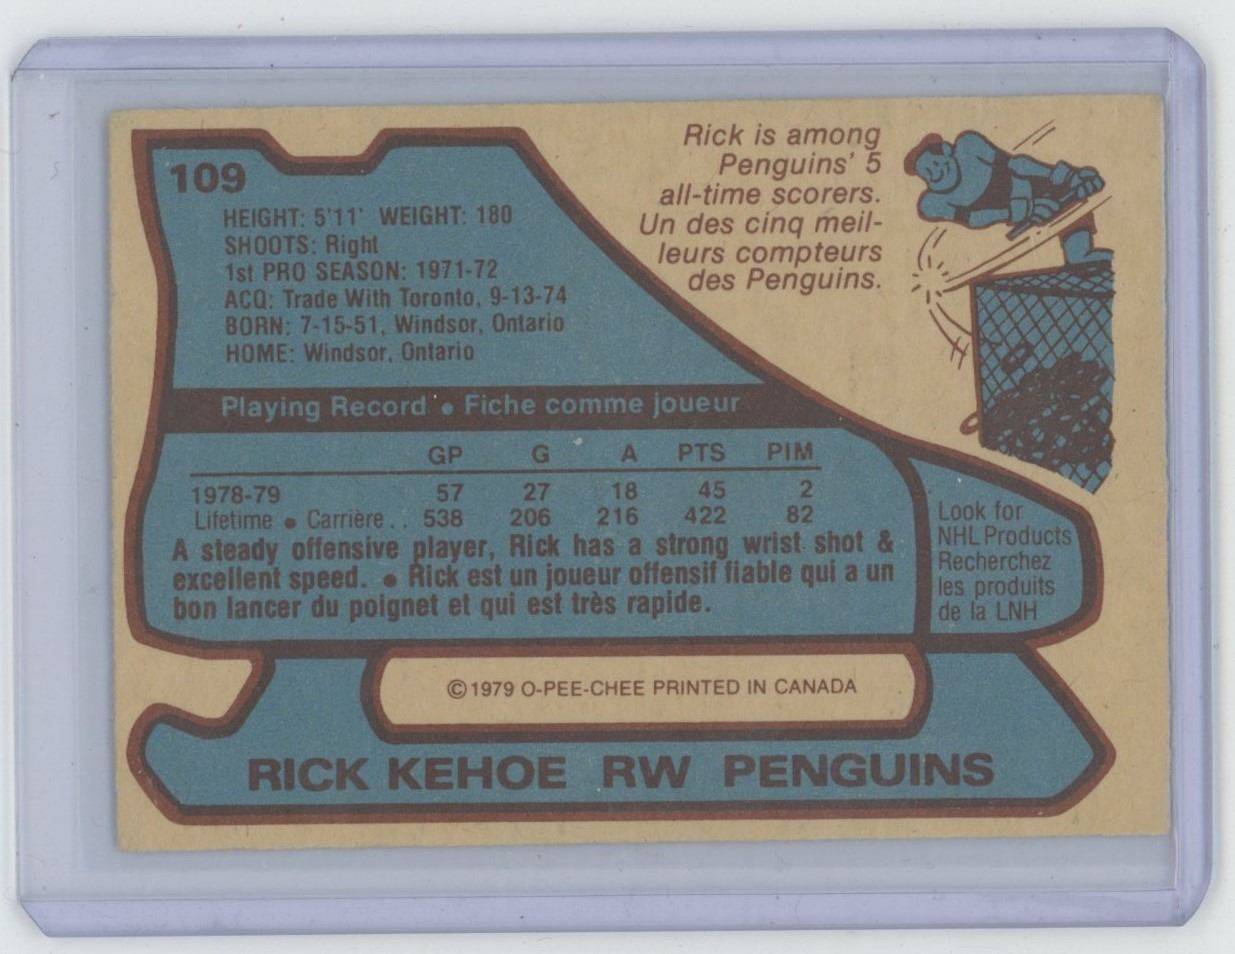 109
HEIGHT: 5'11' WEIGHT: 180
SHOOTS: Right
1st PRO SEASON: 1971-72
ACQ: Trade With Toronto, 9-13-74
BORN: 7-15-51, Windsor, Ontario
HOME: Windsor, Ontario
Rick is among
Penguins' 5
all-time scorers.
Un des cinq meil-
leurs compteurs
des Penguins.
Playing Record • Fiche comme joueur
GP G A PTS PIM
1978-79 57 27 18 45 2
Lifetime • Carrière.. 538 206 216 422 82
A steady offensive player, Rick has a strong wrist shot &
excellent speed. • Rick est un joueur offensif fiable qui a un
bon lancer du poignet et qui est très rapide.
Look for
NHL Products
Recherchez
les produits
de la LNH
©1979 O-PEE-CHEE PRINTED IN CANADA
RICK KEHOE RW PENGUINS